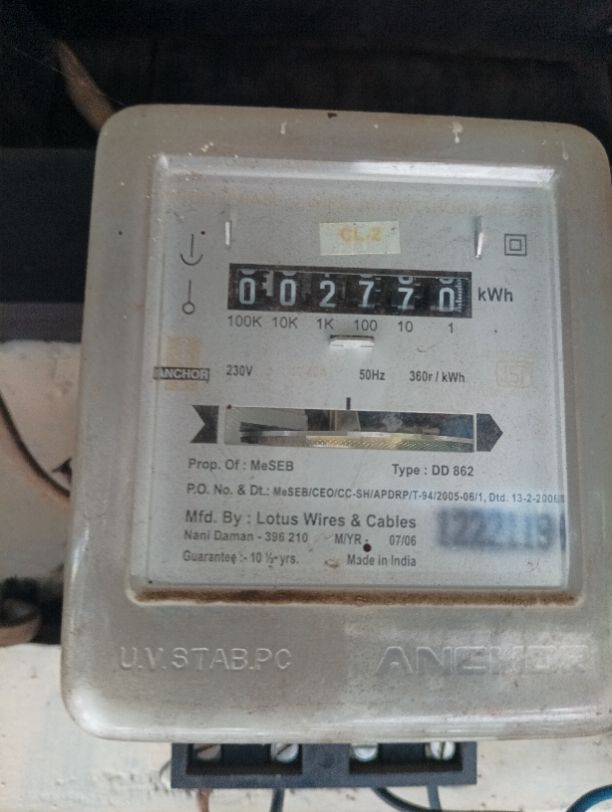 CL-2
002770 kWh
100K 10K 1K 100 10 1
ANCHOR 230V 50Hz 360r / kWh
Prop. Of : MeSEB Type : DD 862
P.O. No. & Dt.: MeSEB/CEO/CC-SH/APDRP/T-94/2005-06/1, Dtd. 13-2-2006
Mfd. By : Lotus Wires & Cables
Nani Daman - 396 210 M/YR - 07/06
Guarantee :- 10 ½ yrs. Made in India
U.V.STAB.PC ANCHOR